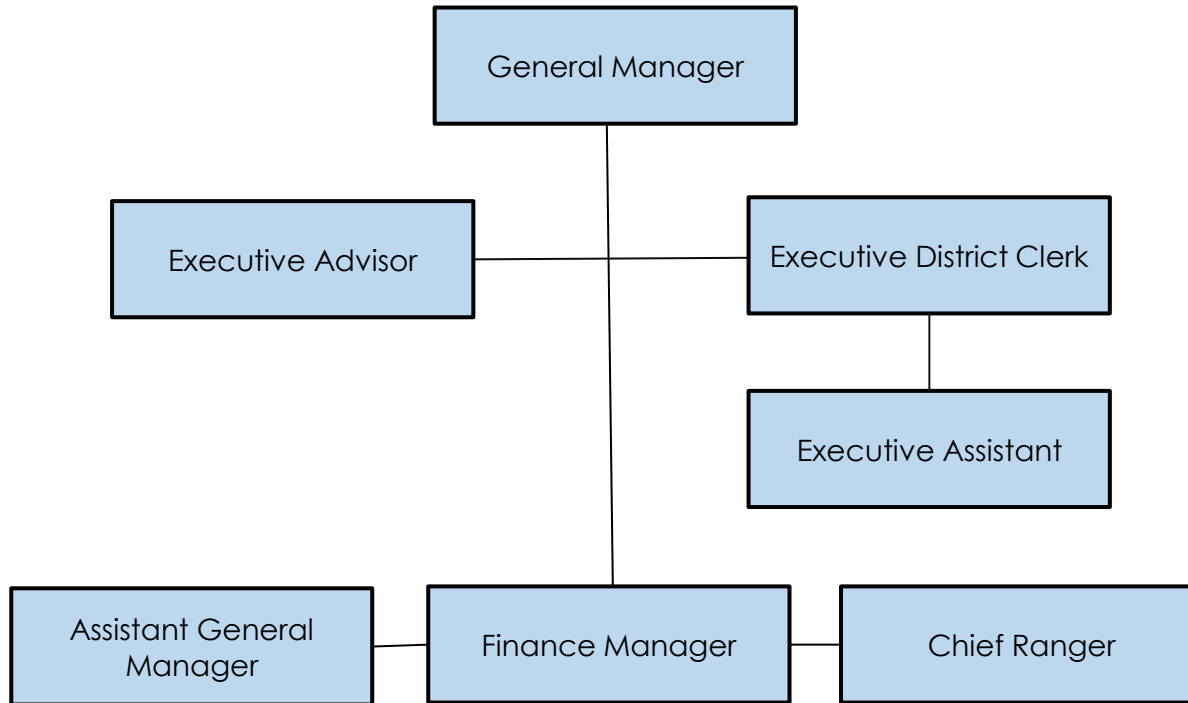 General Manager
Executive Advisor
Executive District Clerk
Executive Assistant
Assistant General
Manager
Finance Manager
Chief Ranger